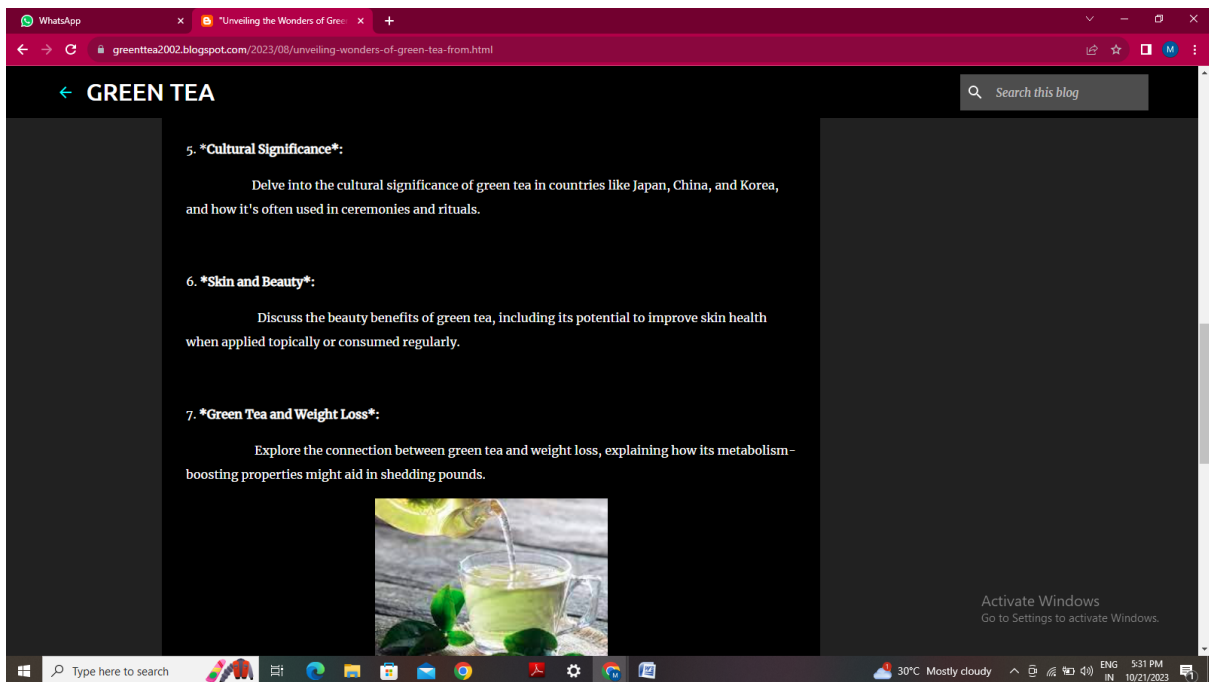 WhatsApp
"Unveiling the Wonders of Gree
greentea2002.blogspot.com/2023/08/unveiling-wonders-of-green-tea-from.html
M
GREEN TEA
Search this blog
5. *Cultural Significance*:
Delve into the cultural significance of green tea in countries like Japan, China, and Korea,
and how it's often used in ceremonies and rituals.
6. *Skin and Beauty*:
Discuss the beauty benefits of green tea, including its potential to improve skin health
when applied topically or consumed regularly.
7. *Green Tea and Weight Loss*:
Explore the connection between green tea and weight loss, explaining how its metabolism-
boosting properties might aid in shedding pounds.
Activate Windows
Go to Settings to activate Windows.
Type here to search
30°C Mostly cloudy
ENG
IN
5:31 PM
10/21/2023